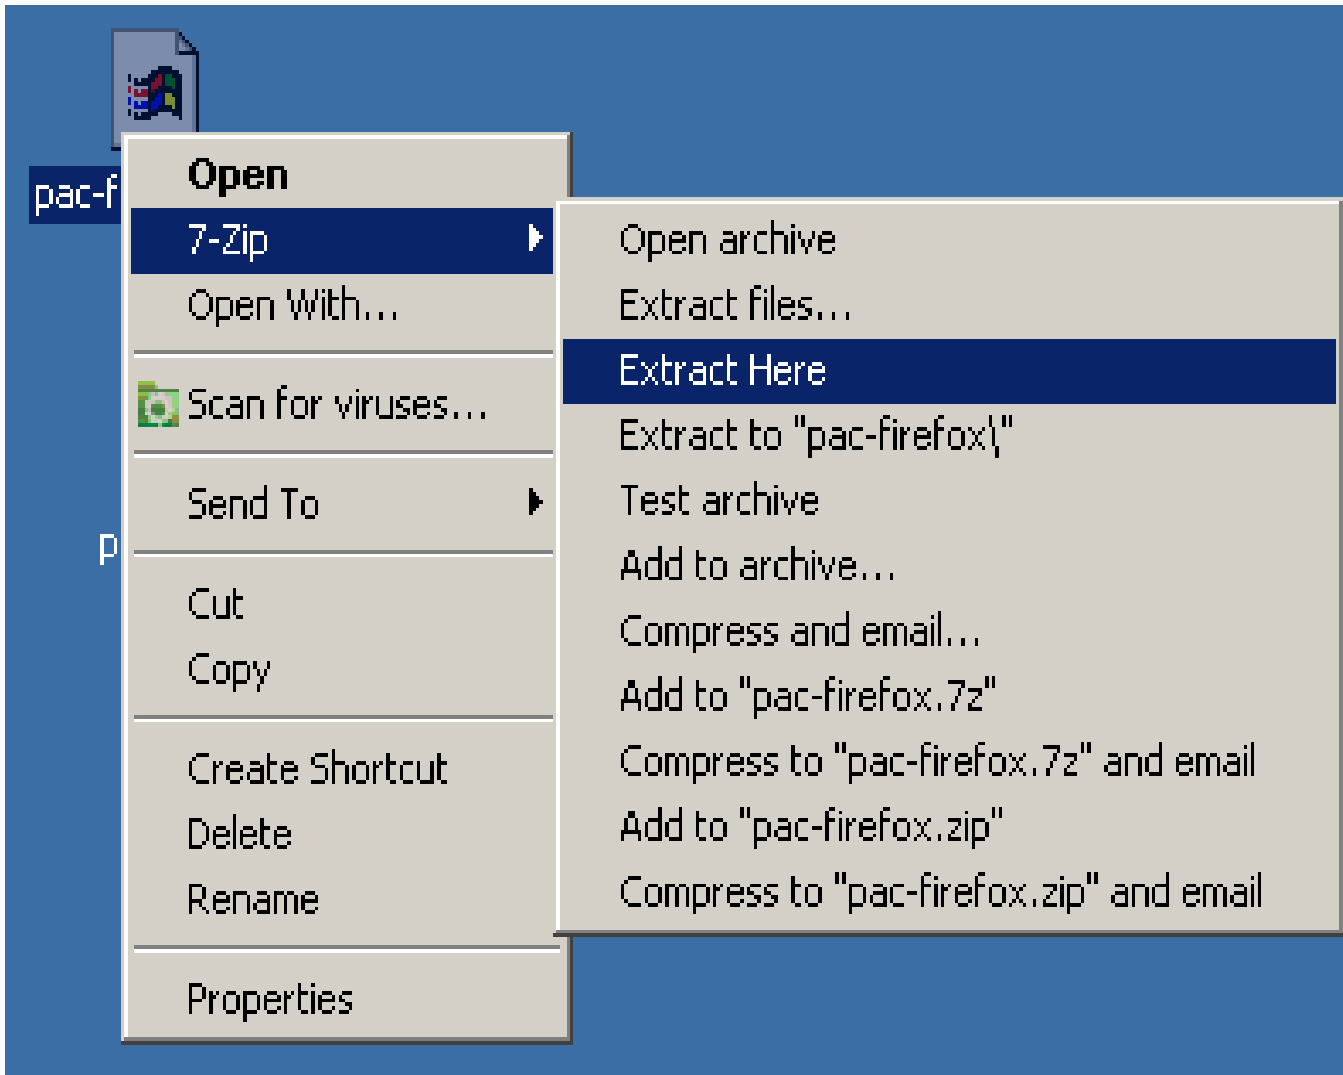 pac-f
Open
7-Zip
Open With...
Scan for viruses...
Send To
p
Cut
Copy
Create Shortcut
Delete
Rename
Properties
Open archive
Extract files...
Extract Here
Extract to "pac-firefox\"
Test archive
Add to archive...
Compress and email...
Add to "pac-firefox.7z"
Compress to "pac-firefox.7z" and email
Add to "pac-firefox.zip"
Compress to "pac-firefox.zip" and email